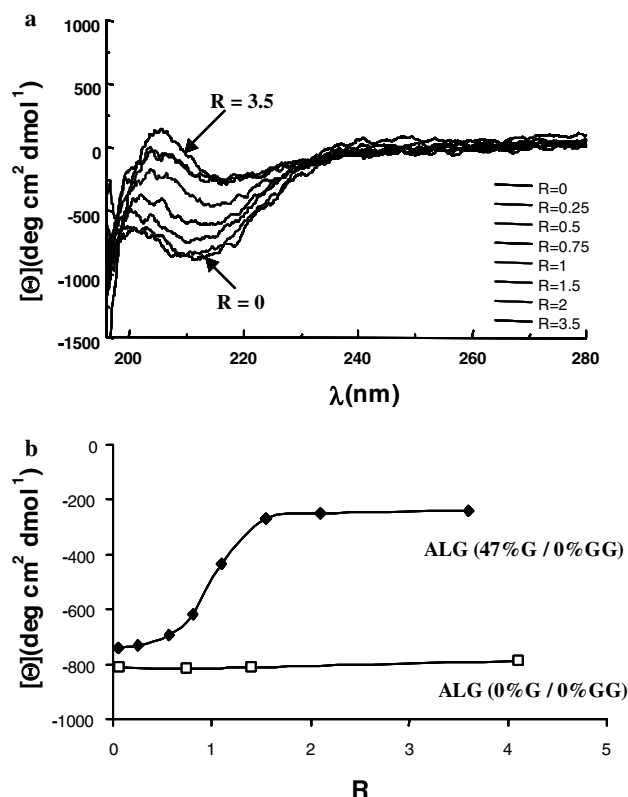 a
1000
500
0
-500
-1000
-1500
[Θ](deg cm² dmol⁻¹)
R = 3.5
R = 0
R=0
R=0.25
R=0.5
R=0.75
R=1
R=1.5
R=2
R=3.5
200 220 240 260 280
λ(nm)
b
0
-200
-400
-600
-800
-1000
[Θ](deg cm² dmol¹)
ALG (47%G / 0%GG)
ALG (0%G / 0%GG)
0 1 2 3 4 5
R